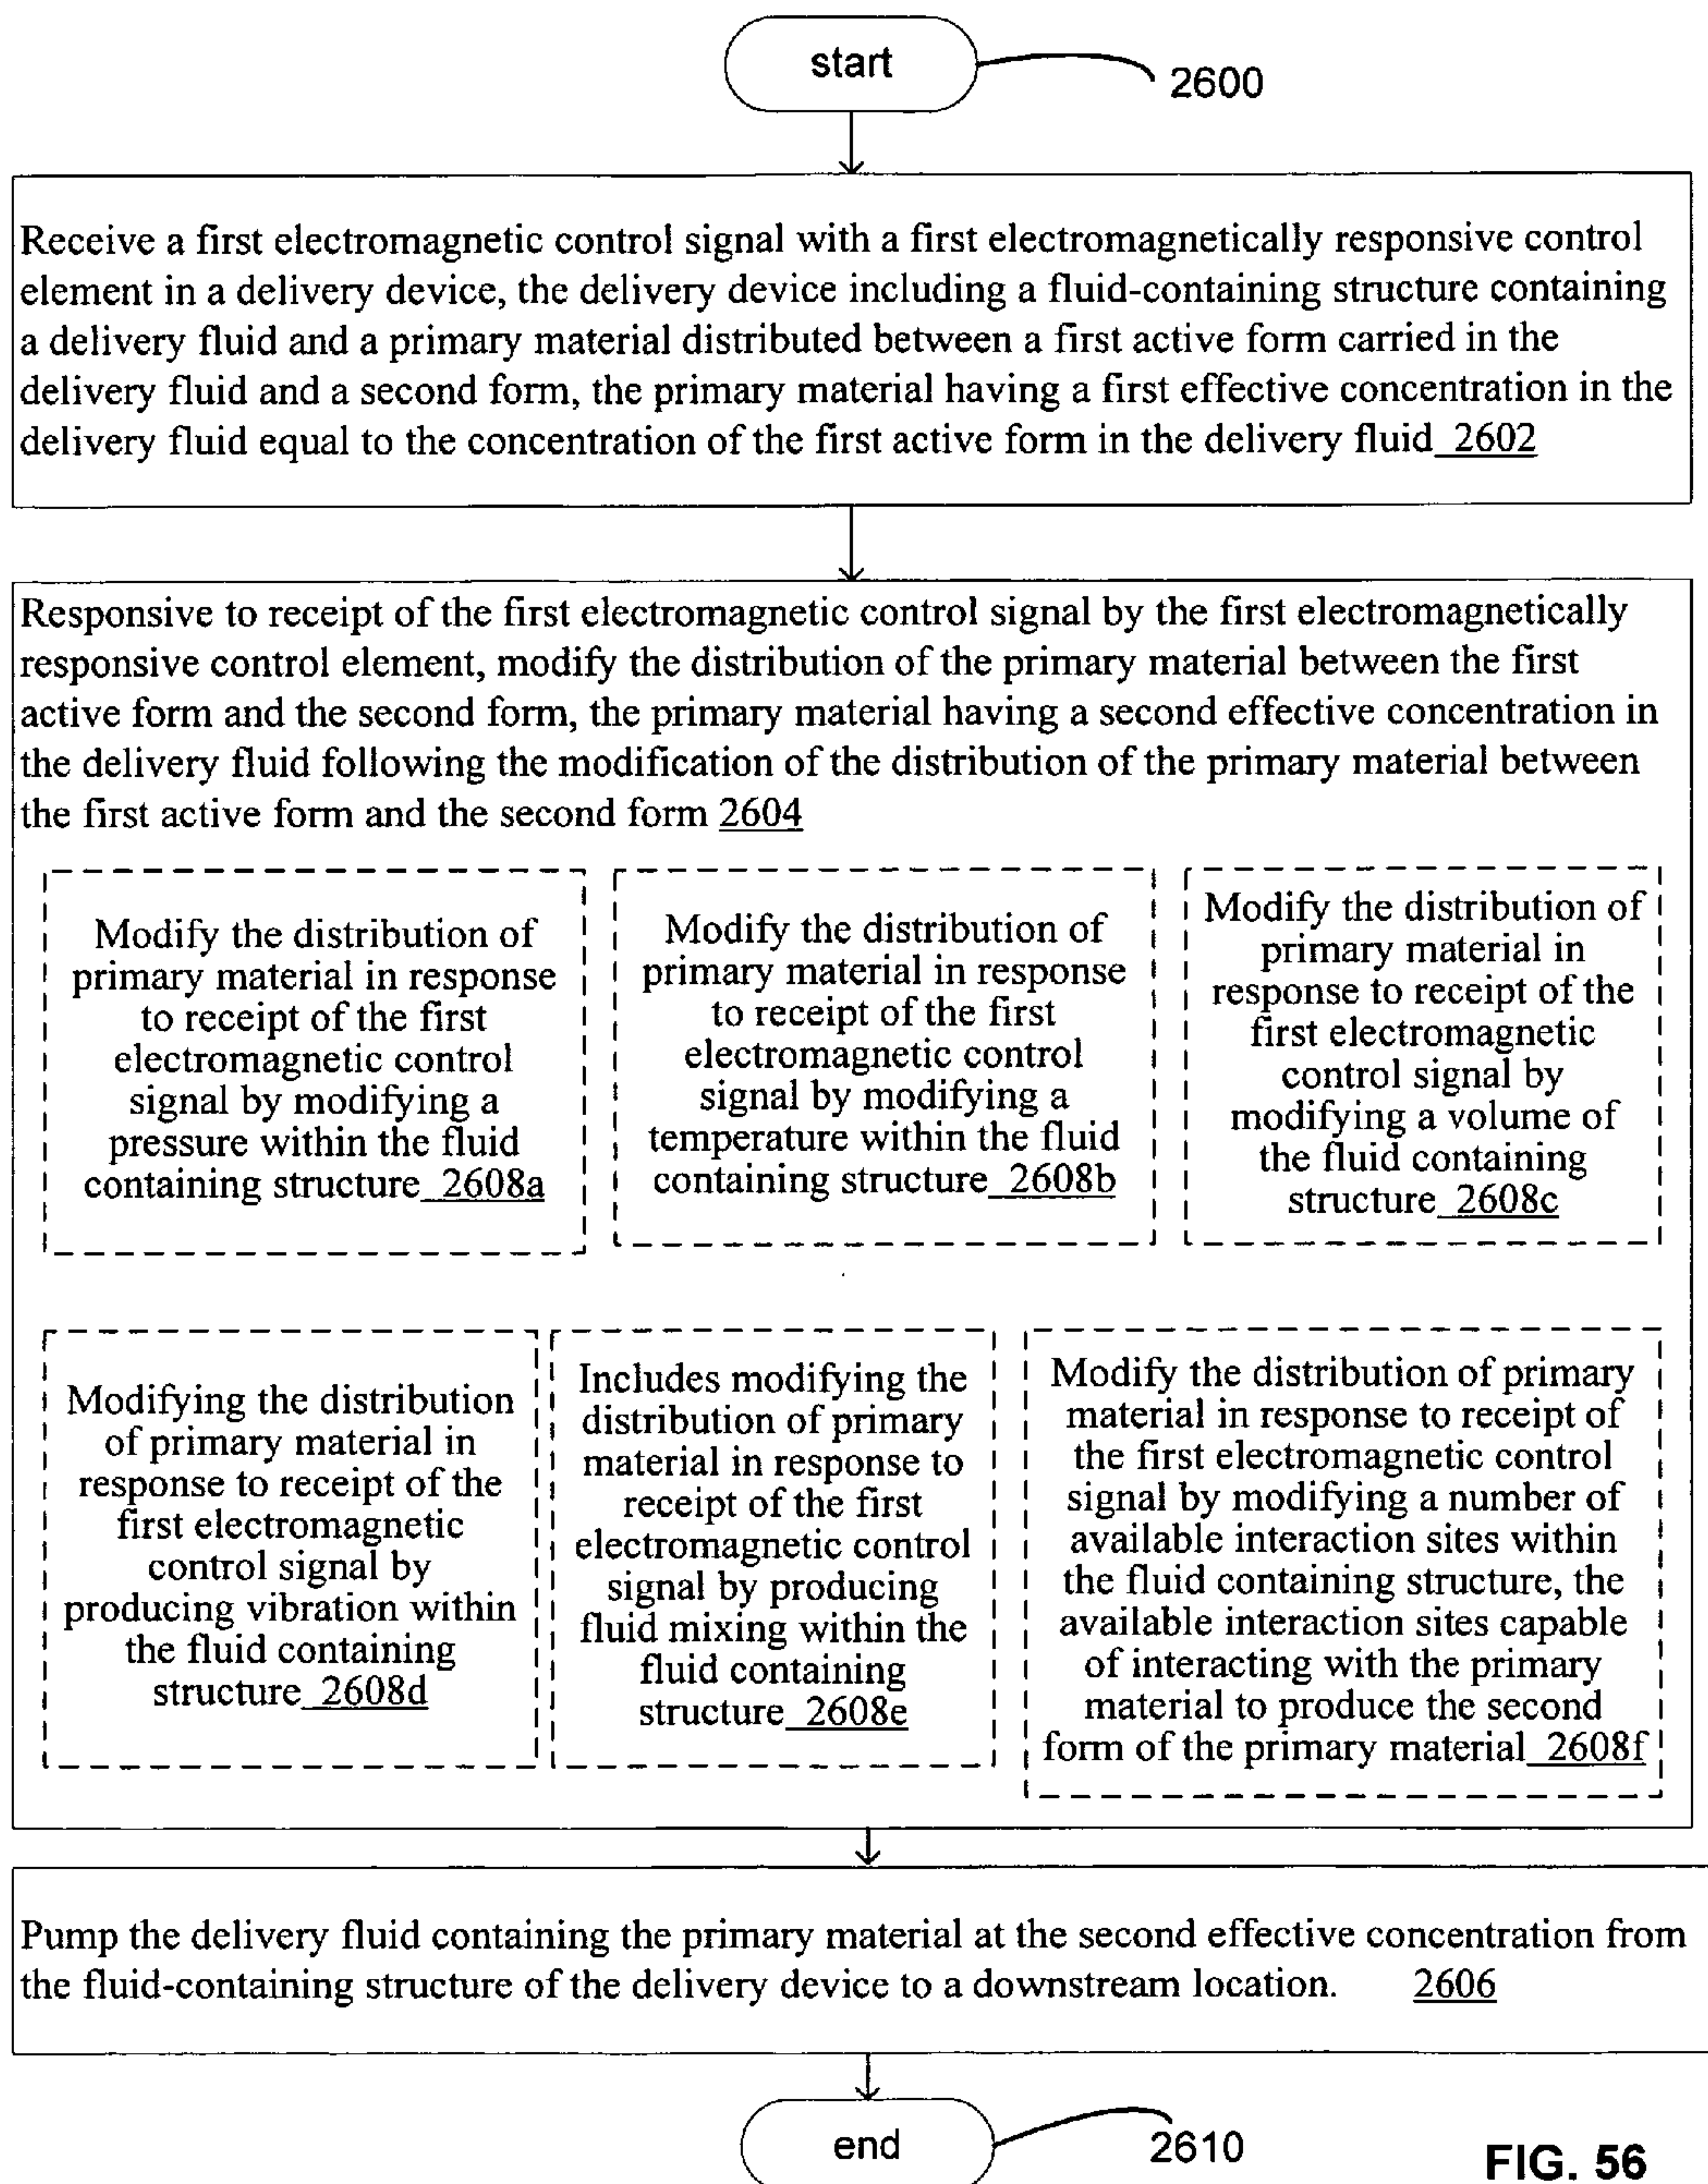 start
2600
Receive a first electromagnetic control signal with a first electromagnetically responsive control
element in a delivery device, the delivery device including a fluid-containing structure containing
a delivery fluid and a primary material distributed between a first active form carried in the
delivery fluid and a second form, the primary material having a first effective concentration in the
delivery fluid equal to the concentration of the first active form in the delivery fluid 2602
Responsive to receipt of the first electromagnetic control signal by the first electromagnetically
responsive control element, modify the distribution of the primary material between the first
active form and the second form, the primary material having a second effective concentration in
the delivery fluid following the modification of the distribution of the primary material between
the first active form and the second form 2604
Modify the distribution of
primary material in response
to receipt of the first
electromagnetic control
signal by modifying a
pressure within the fluid
containing structure 2608a
Modify the distribution of
primary material in response
to receipt of the first
electromagnetic control
signal by modifying a
temperature within the fluid
containing structure 2608b
Modify the distribution of
primary material in
response to receipt of the
first electromagnetic
control signal by
modifying a volume of
the fluid containing
structure 2608c
Modifying the distribution
of primary material in
response to receipt of the
first electromagnetic
control signal by
producing vibration within
the fluid containing
structure 2608d
Includes modifying the
distribution of primary
material in response to
receipt of the first
electromagnetic control
signal by producing
fluid mixing within the
fluid containing
structure 2608e
Modify the distribution of primary
material in response to receipt of
the first electromagnetic control
signal by modifying a number of
available interaction sites within
the fluid containing structure, the
available interaction sites capable
of interacting with the primary
material to produce the second
form of the primary material 2608f
Pump the delivery fluid containing the primary material at the second effective concentration from
the fluid-containing structure of the delivery device to a downstream location. 2606
end
2610
FIG. 56